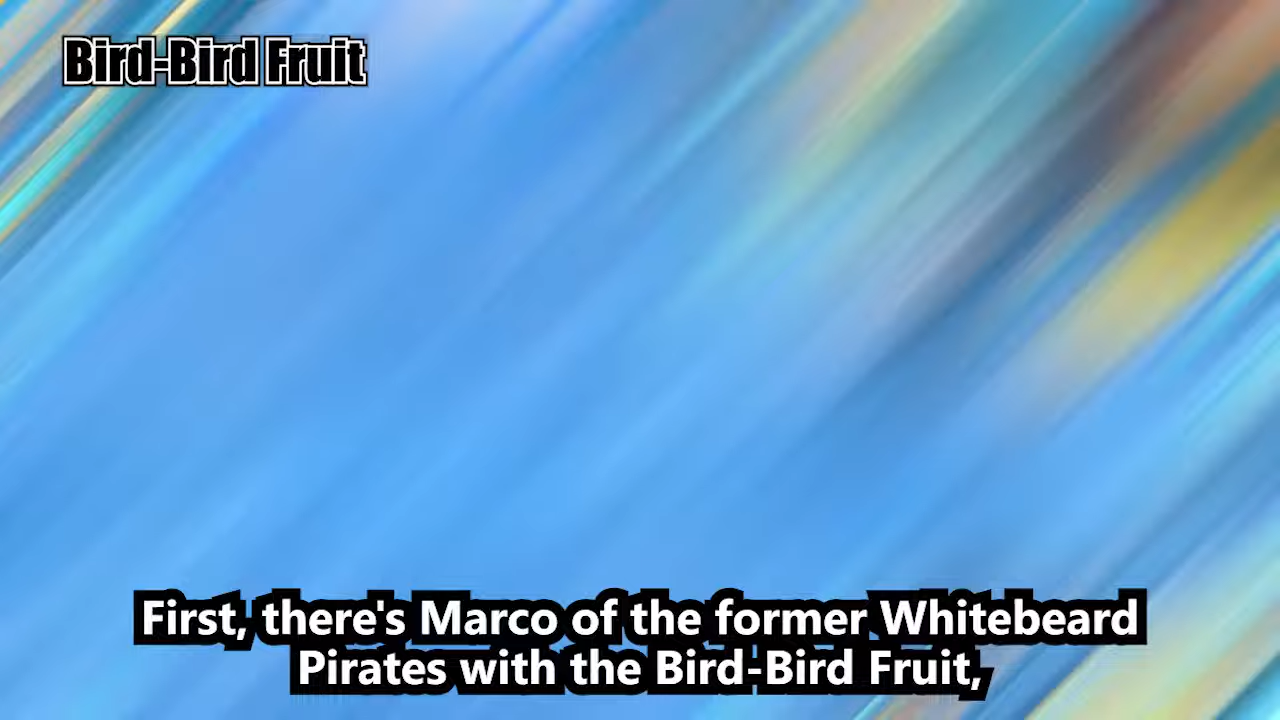 Bird-Bird Fruit
First, there's Marco of the former Whitebeard
Pirates with the Bird-Bird Fruit,